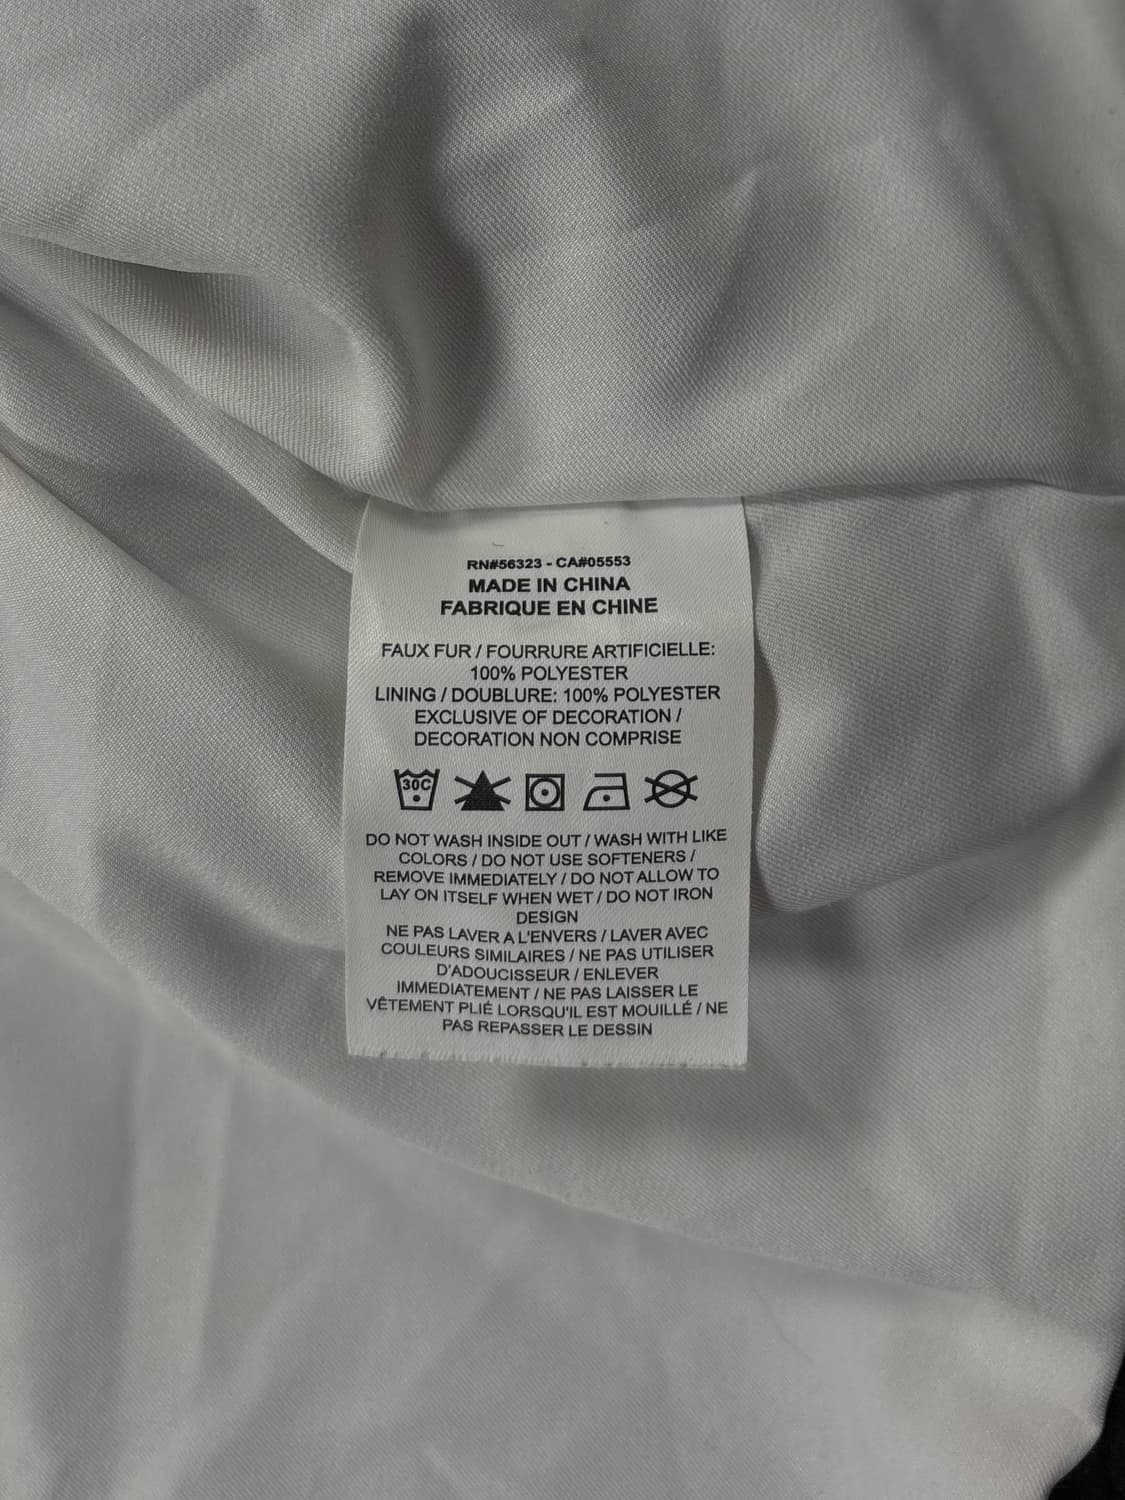 RN#56323 - CA#05553
MADE IN CHINA
FABRIQUE EN CHINE
FAUX FUR / FOURRURE ARTIFICIELLE:
100% POLYESTER
LINING / DOUBLURE: 100% POLYESTER
EXCLUSIVE OF DECORATION /
DECORATION NON COMPRISE
30C
DO NOT WASH INSIDE OUT / WASH WITH LIKE
COLORS / DO NOT USE SOFTENERS /
REMOVE IMMEDIATELY / DO NOT ALLOW TO
LAY ON ITSELF WHEN WET / DO NOT IRON
DESIGN
NE PAS LAVER A L'ENVERS / LAVER AVEC
COULEURS SIMILAIRES / NE PAS UTILISER
D'ADOUCISSEUR / ENLEVER
IMMEDIATEMENT / NE PAS LAISSER LE
VÊTEMENT PLIÉ LORSQU'IL EST MOUILLÉ / NE
PAS REPASSER LE DESSIN